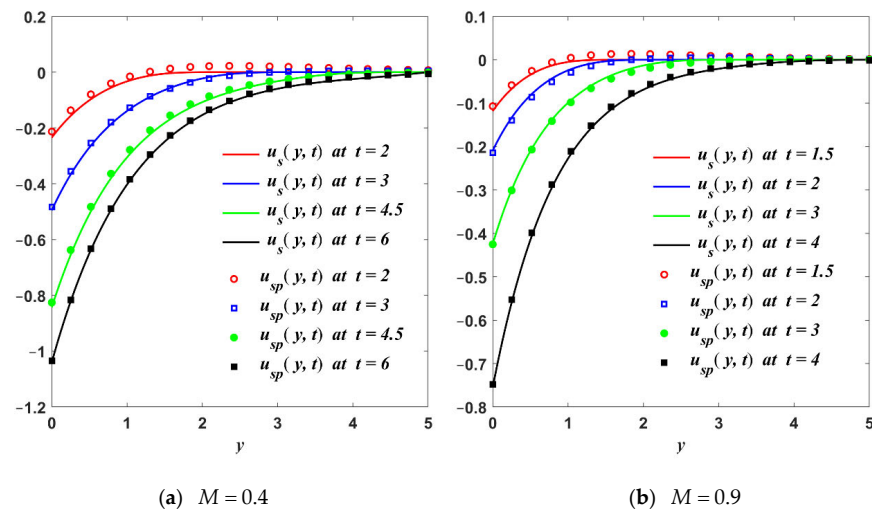 0.2
0
−0.2
−0.4
−0.6
−0.8
−1
−1.2
0 1 2 3 4 5
y
u_s(y, t) at t = 2
u_s(y, t) at t = 3
u_s(y, t) at t = 4.5
u_s(y, t) at t = 6
u_sp(y, t) at t = 2
u_sp(y, t) at t = 3
u_sp(y, t) at t = 4.5
u_sp(y, t) at t = 6
(a) M = 0.4
0.1
0
−0.1
−0.2
−0.3
−0.4
−0.5
−0.6
−0.7
−0.8
0 1 2 3 4 5
y
u_s(y, t) at t = 1.5
u_s(y, t) at t = 2
u_s(y, t) at t = 3
u_s(y, t) at t = 4
u_sp(y, t) at t = 1.5
u_sp(y, t) at t = 2
u_sp(y, t) at t = 3
u_sp(y, t) at t = 4
(b) M = 0.9